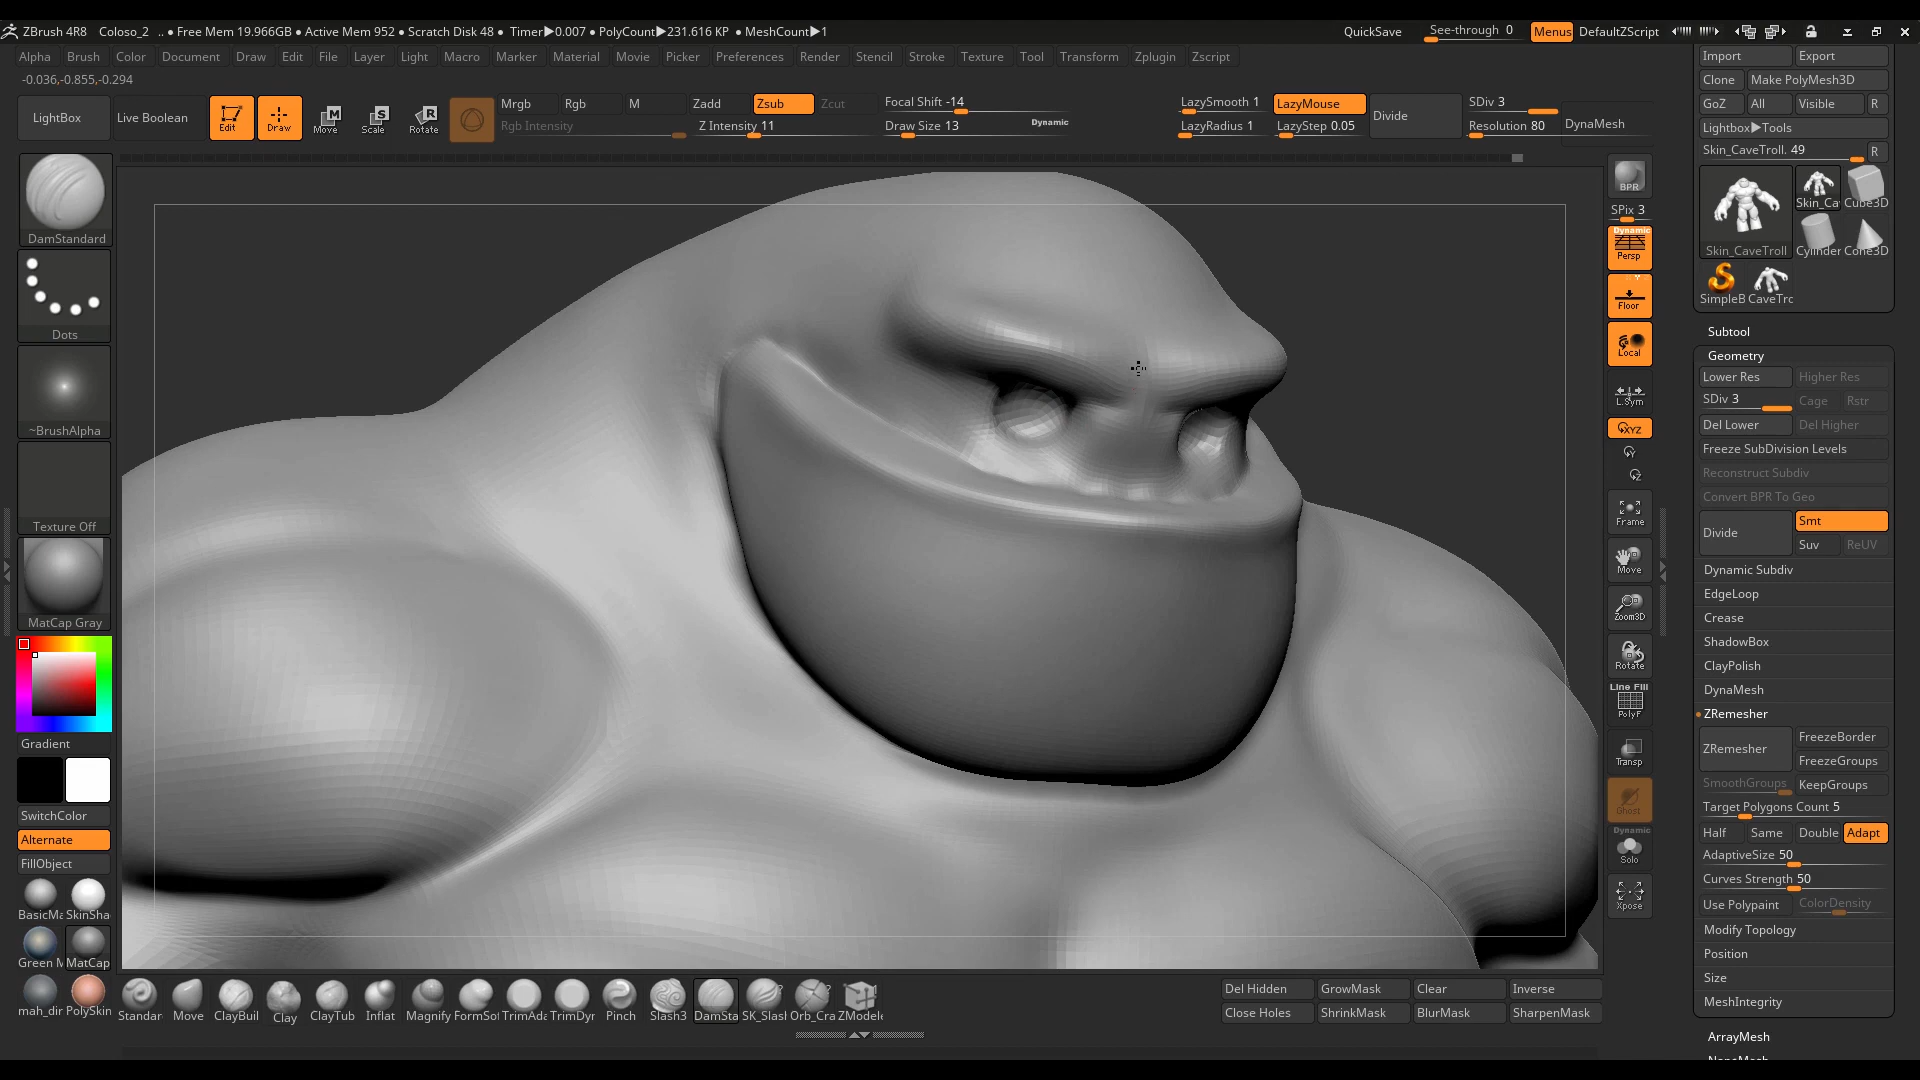 ZBrush 4R8 Coloso_2 .. ● Free Mem 19.966GB ● Active Mem 952 ● Scratch Disk 48 ● Timer▶0.007 ● PolyCount▶231.616 KP ● MeshCount▶1 QuickSave See-through 0 Menus DefaultZScript
Alpha Brush Color Document Draw Edit File Layer Light Macro Marker Material Movie Picker Preferences Render Stencil Stroke Texture Tool Transform Zplugin Zscript
-0.036,-0.855,-0.294
LightBox
Live Boolean
Edit
Draw
Move
Scale
Rotate
Mrgb Rgb M
Rgb Intensity
Zadd Zsub Zcut
Z Intensity 11
Focal Shift -14
Draw Size 13
Dynamic
LazySmooth 1 LazyMouse
LazyRadius 1 LazyStep 0.05
Divide
SDiv 3
Resolution 80
DynaMesh
DamStandard
Dots
~BrushAlpha
Texture Off
MatCap Gray
Gradient
SwitchColor
Alternate
FillObject
BasicMa SkinSha
Green M MatCap
mah_dir PolySkin
Standar Move ClayBuil Clay ClayTub Inflat Magnify FormSof TrimAda TrimDyn Pinch Slash3 DamSta SK_Slash Orb_Cra ZModele
Del Hidden GrowMask Clear Inverse
Close Holes ShrinkMask BlurMask SharpenMask
BPR
SPix 3
Dynamic
Persp
Floor
Local
L.Sym
XYZ
Y
Z
Frame
Move
Zoom3D
Rotate
Line Fill
PolyF
Transp
Ghost
Dynamic
Solo
Xpose
Import Export
Clone Make PolyMesh3D
GoZ All Visible R
Lightbox▶Tools
Skin_CaveTroll. 49 R
Skin_CaveTroll
Skin_Ca Cube3D
Cylinder Cone3D
SimpleB CaveTrc
Subtool
Geometry
Lower Res Higher Res
SDiv 3 Cage Rstr
Del Lower Del Higher
Freeze SubDivision Levels
Reconstruct Subdiv
Convert BPR To Geo
Divide Smt
Suv ReUV
Dynamic Subdiv
EdgeLoop
Crease
ShadowBox
ClayPolish
DynaMesh
ZRemesher
ZRemesher FreezeBorder
FreezeGroups
SmoothGroups KeepGroups
Target Polygons Count 5
Half Same Double Adapt
AdaptiveSize 50
Curves Strength 50
Use Polypaint ColorDensity
Modify Topology
Position
Size
MeshIntegrity
ArrayMesh